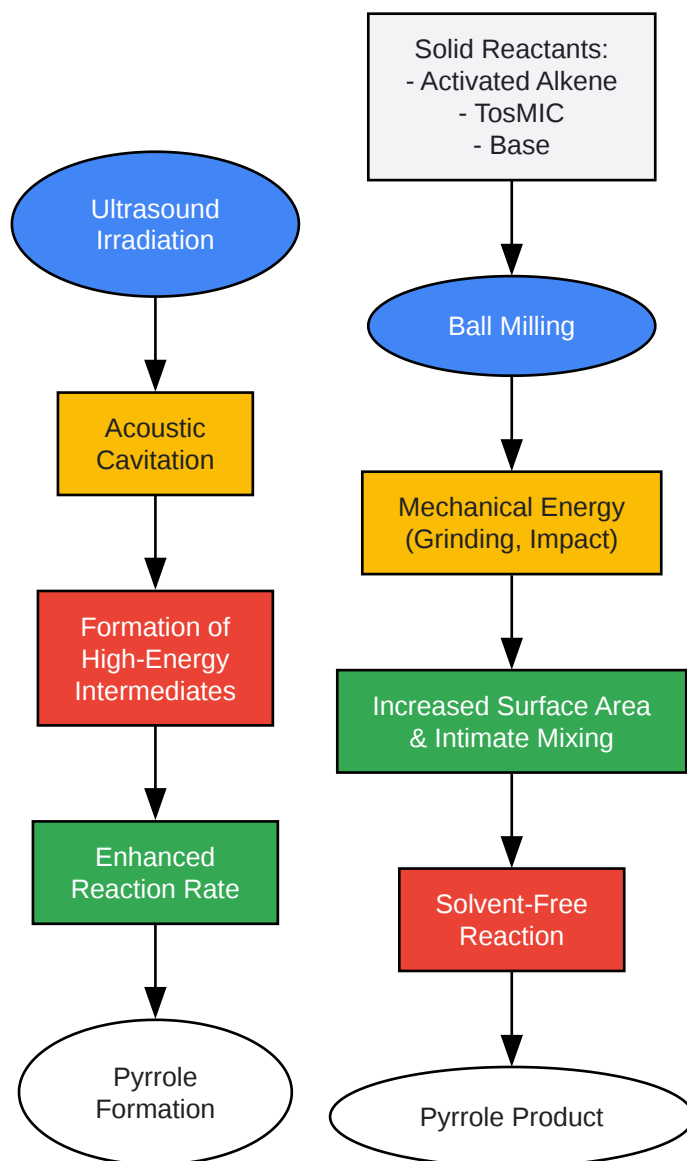 Ultrasound
Irradiation
Acoustic
Cavitation
Formation of
High-Energy
Intermediates
Enhanced
Reaction Rate
Pyrrole
Formation
Solid Reactants:
- Activated Alkene
- TosMIC
- Base
Ball Milling
Mechanical Energy
(Grinding, Impact)
Increased Surface Area
& Intimate Mixing
Solvent-Free
Reaction
Pyrrole Product